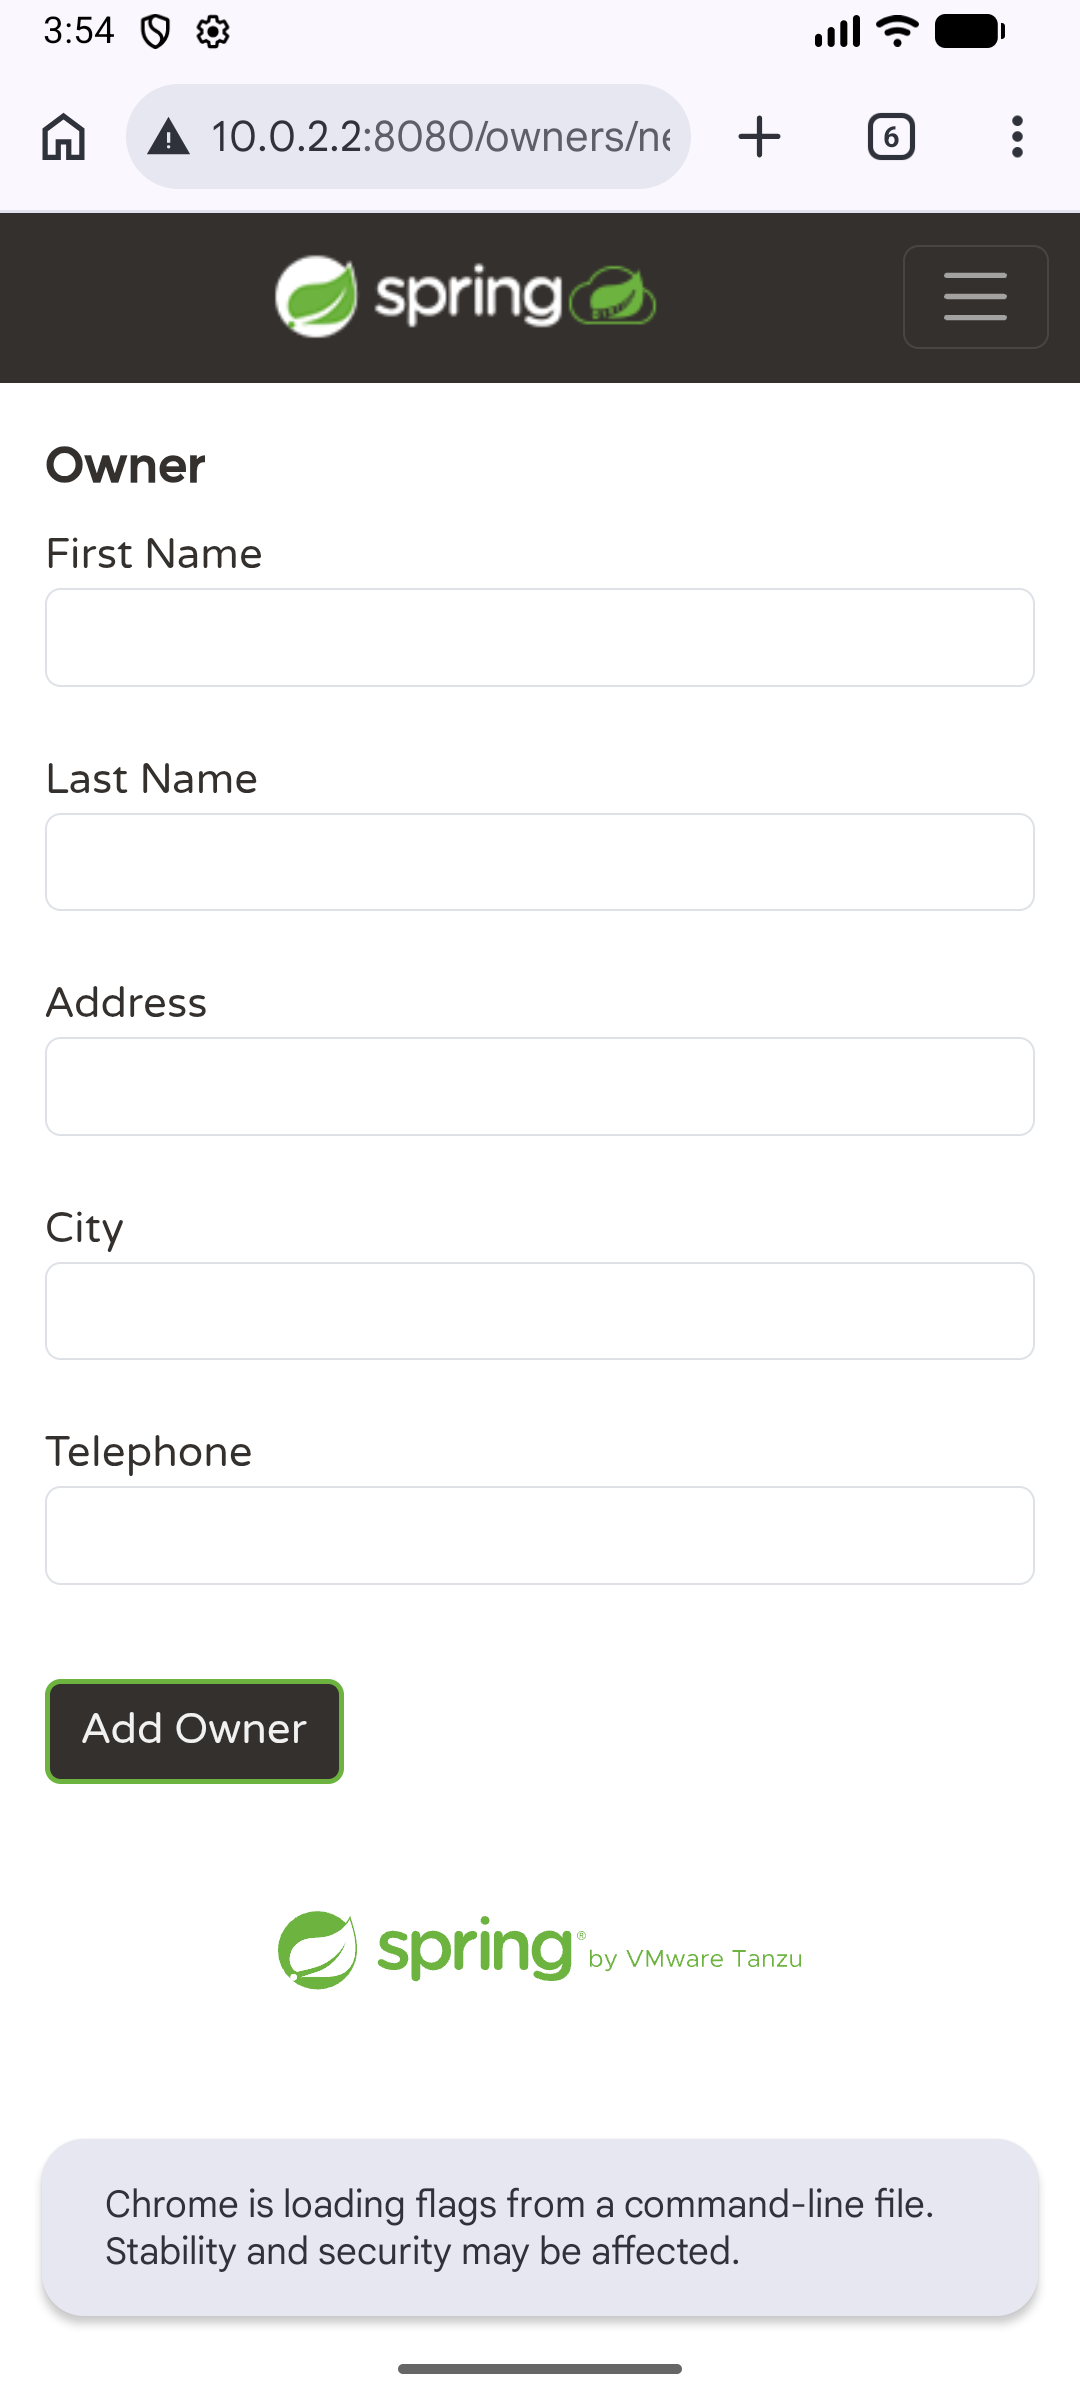 3:54
10.0.2.2:8080/owners/ne
6
spring
Owner
First Name
Last Name
Address
City
Telephone
Add Owner
spring® by VMware Tanzu
Chrome is loading flags from a command-line file.
Stability and security may be affected.